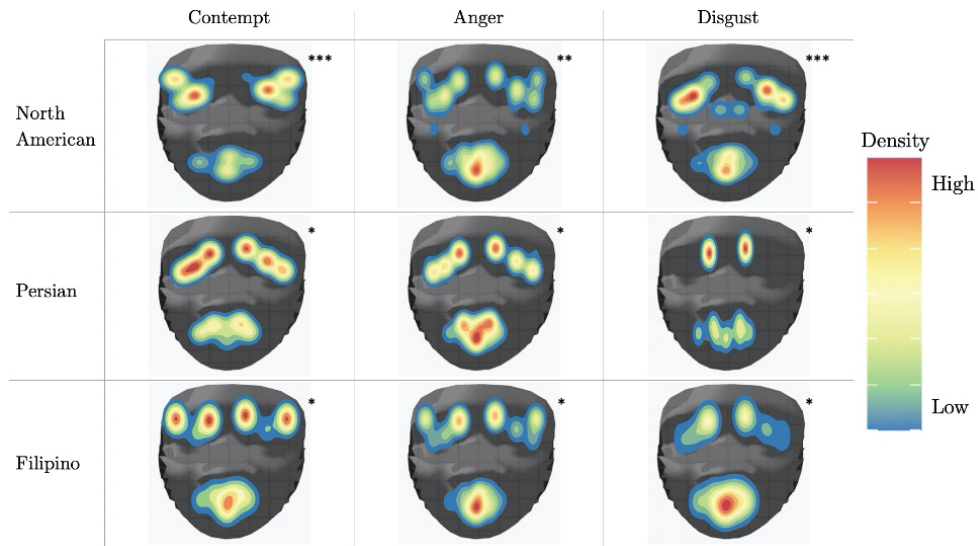 Contempt Anger Disgust
*** ** ***
North
American
Density
High
* * *
Persian
Low
* * *
Filipino